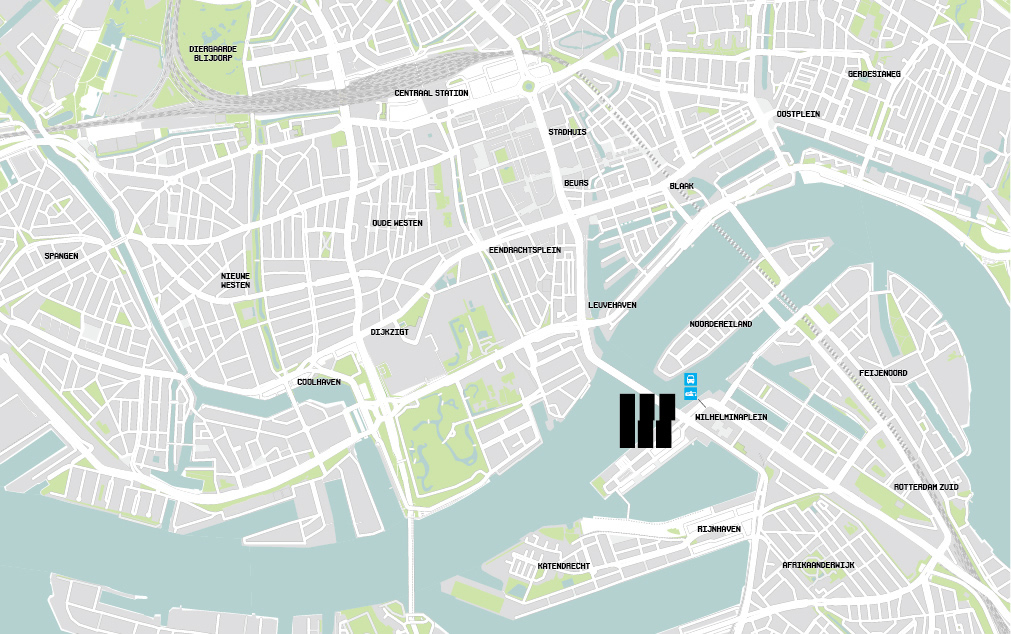 DIERGAARDE
BLIJDORP
GERDESIAWEG
CENTRAAL STATION
OOSTPLEIN
STADHUIS
BEURS
BLAAK
OUDE WESTEN
EENDRACHTSPLEIN
SPANGEN
NIEUWE
WESTEN
LEUVEHAVEN
NOORDEREILAND
DIJKZIGT
FEIJENOORD
COOLHAVEN
WILHELMINAPLEIN
ROTTERDAM ZUID
RIJNHAVEN
KATENDRECHT
AFRIKAANDERWIJK